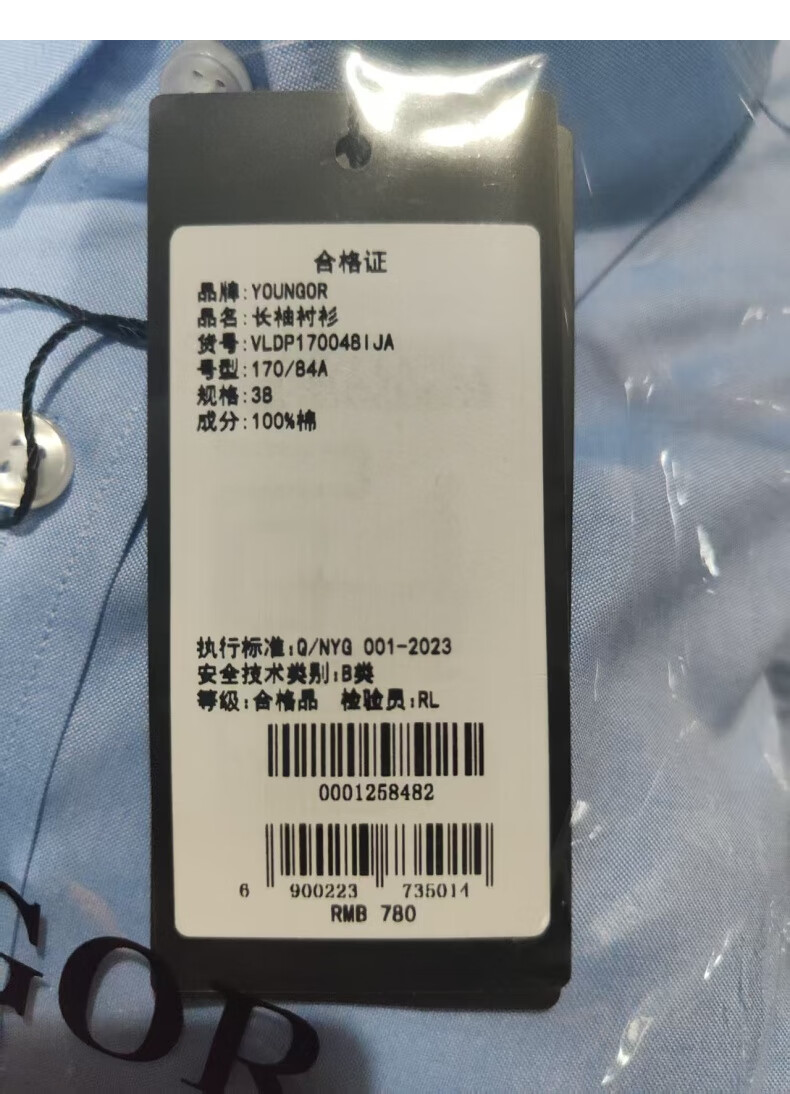 合格证
品牌:YOUNGOR
品名:长袖衬衫
货号:VLDP170048IJA
号型:170/84A
规格:38
成分:100%棉
执行标准:Q/NYG 001-2023
安全技术类别:B类
等级:合格品 检验员:RL
0001258482
6 900223 735014
RMB 780
GOR